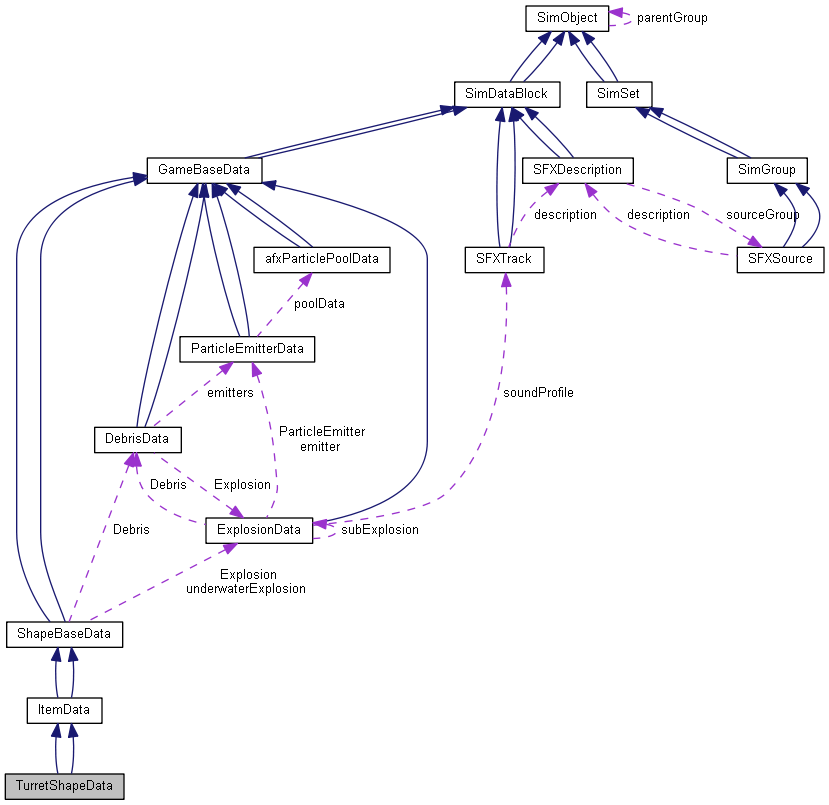 SimObject
parentGroup
SimDataBlock
SimSet
GameBaseData
SFXDescription
SimGroup
description
description
sourceGroup
afxParticlePoolData
SFXTrack
SFXSource
poolData
ParticleEmitterData
emitters
soundProfile
DebrisData
ParticleEmitter
emitter
Debris
Explosion
Debris
ExplosionData
subExplosion
Explosion
underwaterExplosion
ShapeBaseData
ItemData
TurretShapeData